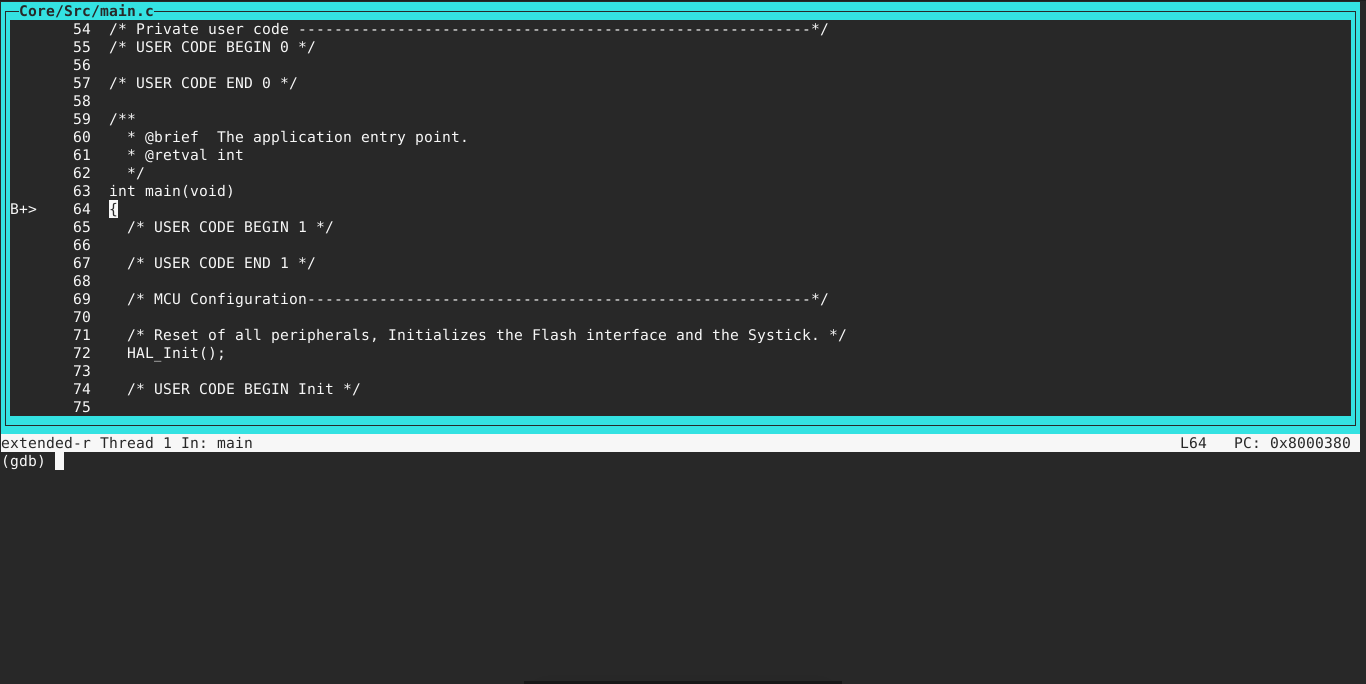 Core/Src/main.c
54 /* Private user code ---------------------------------------------------------*/
55 /* USER CODE BEGIN 0 */
56
57 /* USER CODE END 0 */
58
59 /**
60   * @brief  The application entry point.
61   * @retval int
62   */
63 int main(void)
B+> 64 {
65   /* USER CODE BEGIN 1 */
66
67   /* USER CODE END 1 */
68
69   /* MCU Configuration--------------------------------------------------------*/
70
71   /* Reset of all peripherals, Initializes the Flash interface and the Systick. */
72   HAL_Init();
73
74   /* USER CODE BEGIN Init */
75
extended-r Thread 1 In: main L64 PC: 0x8000380
(gdb)